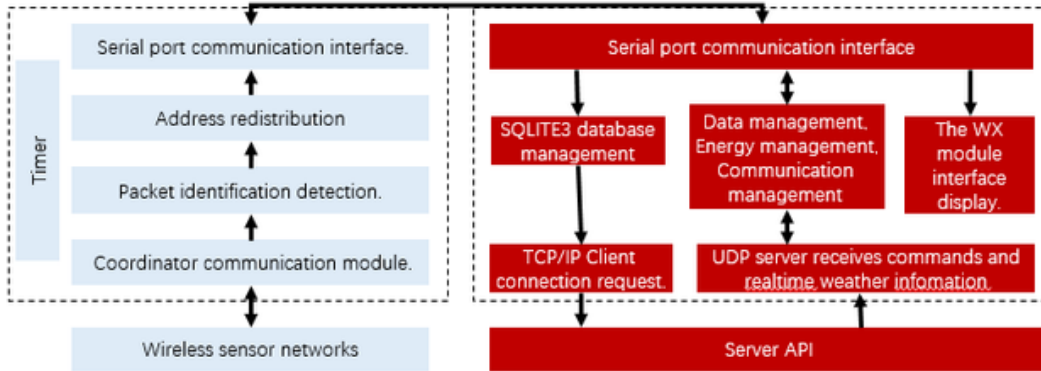 Timer
Serial port communication interface.
Address redistribution
Packet identification detection.
Coordinator communication module.
Wireless sensor networks
Serial port communication interface
SQLITE3 database
management
Data management,
Energy management,
Communication
management
The WX
module
interface
display.
TCP/IP Client
connection request.
UDP server receives commands and
realtime weather infomation
Server API